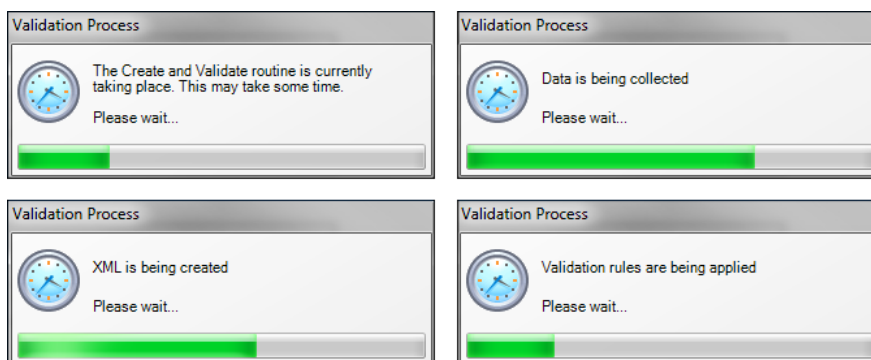 Validation Process
The Create and Validate routine is currently
taking place. This may take some time.
Please wait...
Validation Process
Data is being collected
Please wait...
Validation Process
XML is being created
Please wait...
Validation Process
Validation rules are being applied
Please wait...